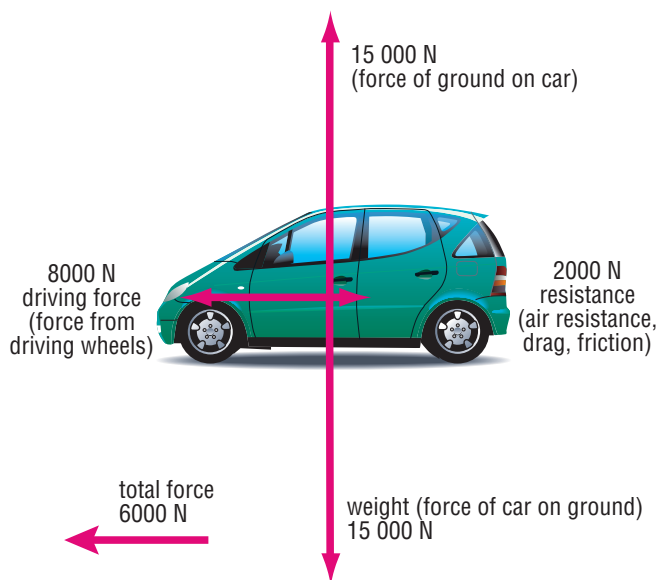 15 000 N
(force of ground on car)
8000 N
driving force
(force from
driving wheels)
2000 N
resistance
(air resistance,
drag, friction)
total force
6000 N
weight (force of car on ground)
15 000 N